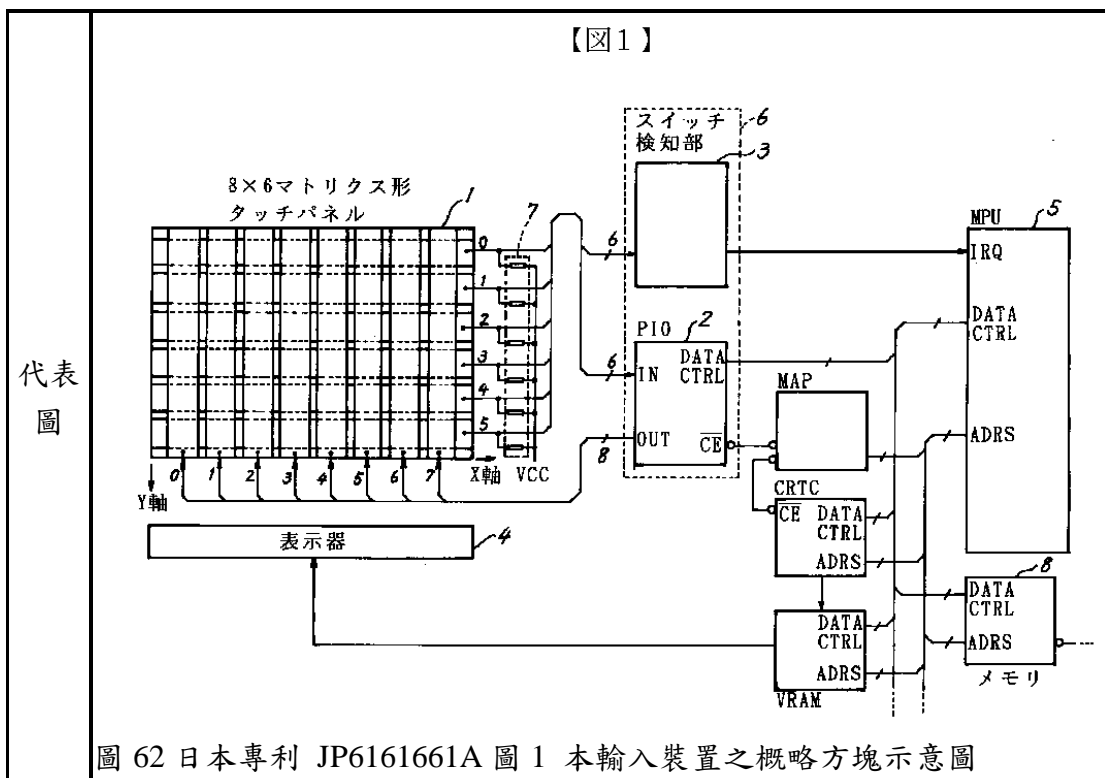 代表
圖
【図1】
8×6マトリクス形
タッチパネル
1
7
0
1
2
3
4
5
X軸
VCC
Y軸
0
1
2
3
4
5
6
7
表示器
4
スイッチ
検知部
6
3
6
PIO
2
6
IN
DATA
CTRL
OUT
CE
8
MAP
CRTC
CE
DATA
CTRL
ADRS
DATA
CTRL
ADRS
VRAM
MPU
5
IRQ
DATA
CTRL
ADRS
8
DATA
CTRL
ADRS
メモリ
圖 62 日本專利 JP6161661A 圖 1 本輸入裝置之概略方塊示意圖